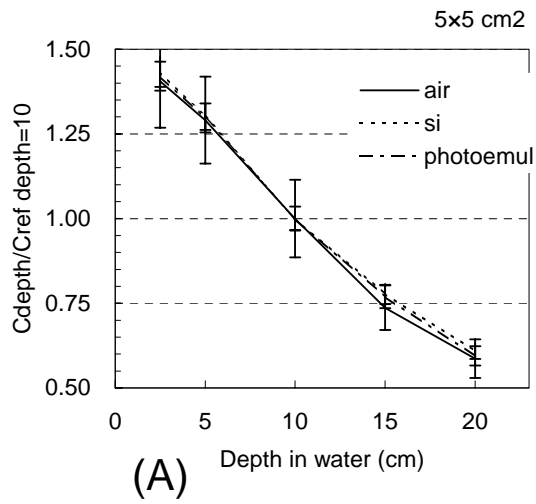 5×5 cm2
1.50
1.25
1.00
0.75
0.50
Cdepth/Cref depth=10
air
si
photoemul
0 5 10 15 20
Depth in water (cm)
(A)